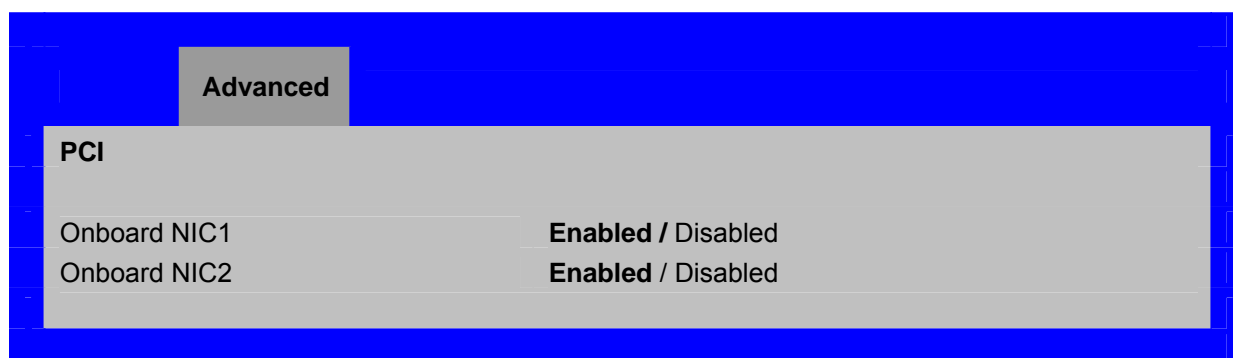 Advanced
PCI
Onboard NIC1 Enabled / Disabled
Onboard NIC2 Enabled / Disabled